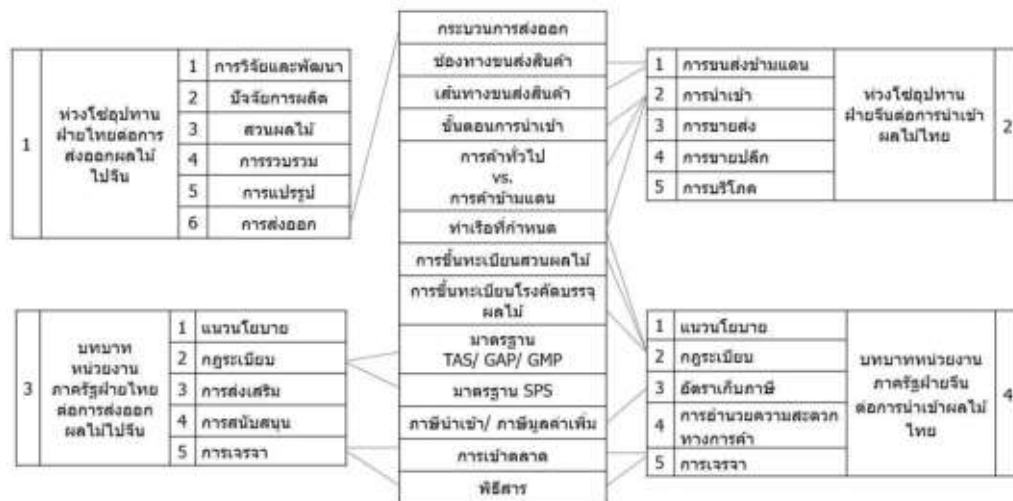 1
ห่วงโซ่อุปทาน
ฝ่ายไทยต่อการ
ส่งออกผลไม้
ไปจีน
1 การวิจัยและพัฒนา
2 ปัจจัยการผลิต
3 สวนผลไม้
4 การรวบรวม
5 การแปรรูป
6 การส่งออก
3
บทบาท
หน่วยงาน
ภาครัฐฝ่ายไทย
ต่อการส่งออก
ผลไม้ไปจีน
1 แนวนโยบาย
2 กฎระเบียบ
3 การส่งเสริม
4 การสนับสนุน
5 การเจรจา
กระบวนการส่งออก
ช่องทางขนส่งสินค้า
เส้นทางขนส่งสินค้า
ขั้นตอนการนำเข้า
การค้าทั่วไป
vs.
การค้าข้ามแดน
ท่าเรือที่กำหนด
การขึ้นทะเบียนสวนผลไม้
การขึ้นทะเบียนโรงคัดบรรจุ
ผลไม้
มาตรฐาน
TAS/ GAP/ GMP
มาตรฐาน SPS
ภาษีนำเข้า/ ภาษีมูลค่าเพิ่ม
การเข้าตลาด
พิธีสาร
1 การขนส่งข้ามแดน
2 การนำเข้า
3 การขายส่ง
4 การขายปลีก
5 การบริโภค
ห่วงโซ่อุปทาน
ฝ่ายจีนต่อการนำเข้า
ผลไม้ไทย
2
1 แนวนโยบาย
2 กฎระเบียบ
3 อัตราเก็บภาษี
4 การอำนวยความสะดวก
ทางการค้า
5 การเจรจา
บทบาทหน่วยงาน
ภาครัฐฝ่ายจีน
ต่อการนำเข้าผลไม้
ไทย
4